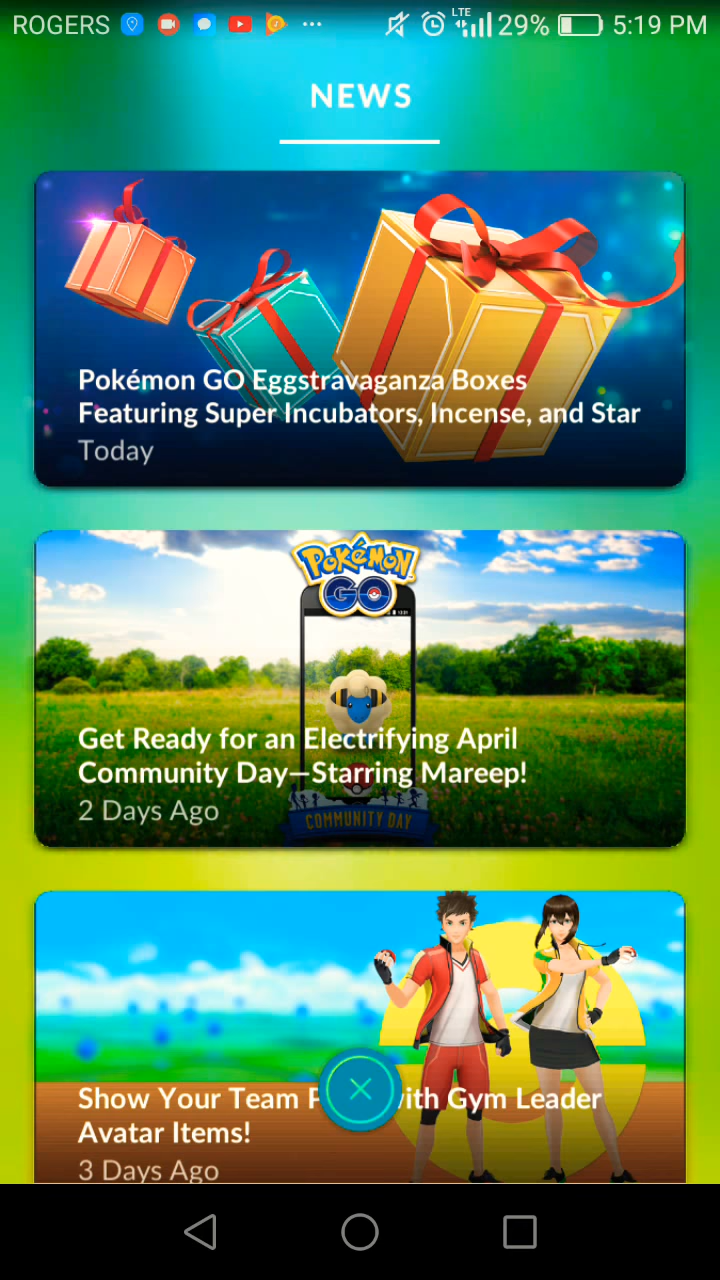 ROGERS LTE 29% 5:19 PM
NEWS
Pokémon GO Eggstravaganza Boxes
Featuring Super Incubators, Incense, and Star
Today
POKéMON
GO
Get Ready for an Electrifying April
Community Day—Starring Mareep!
2 Days Ago
COMMUNITY DAY
Show Your Team with Gym Leader
Avatar Items!
3 Days Ago